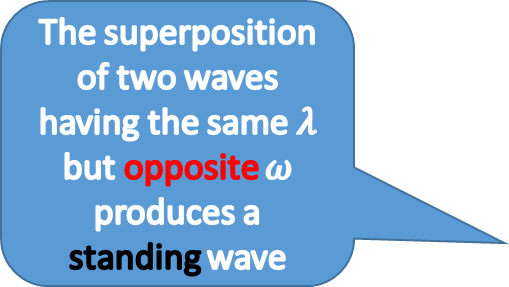 The superposition
of two waves
having the same λ
but opposite ω
produces a
standing wave